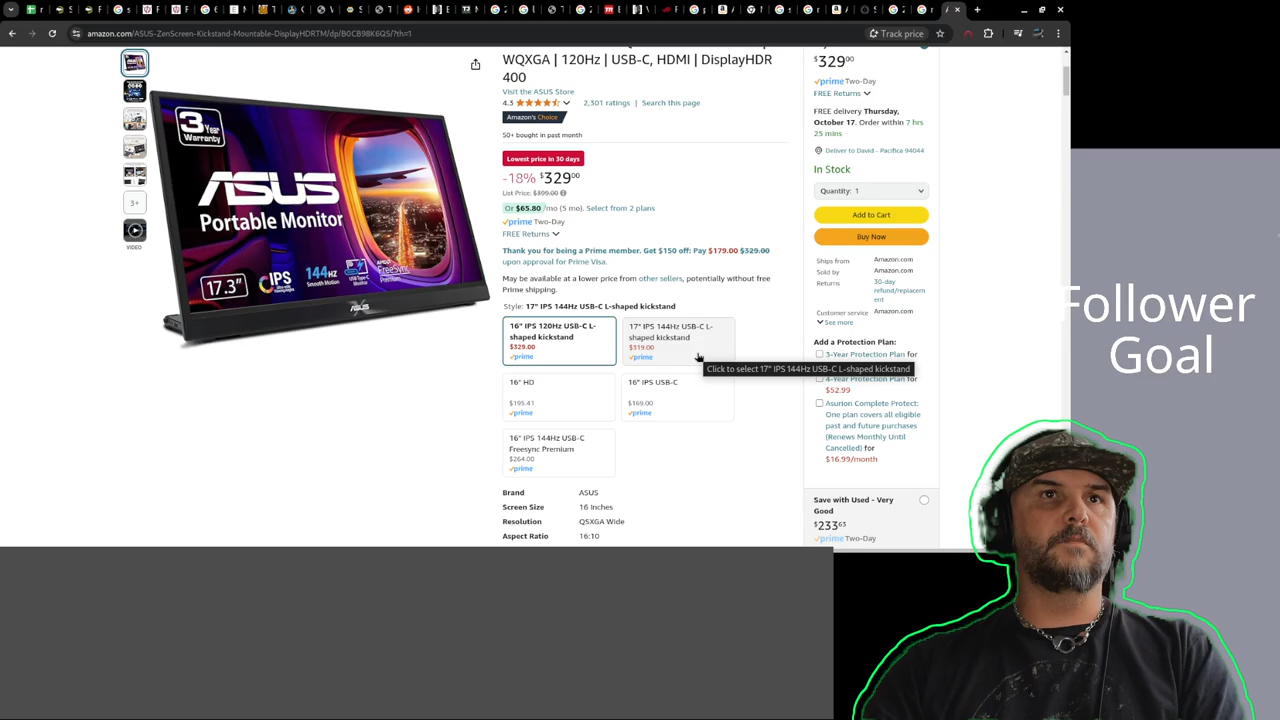 amazon.com/ASUS-ZenScreen-Kickstand-Mountable-DisplayHDRTM/dp/B0CB98K6QS/?th=1
Track price
WQXGA | 120Hz | USB-C, HDMI | DisplayHDR
400
Visit the ASUS Store
4.3
2,301 ratings | Search this page
Amazon's Choice
50+ bought in past month
Lowest price in 30 days
-18% $32900
List Price: $399.00
Or $65.80 /mo (5 mo). Select from 2 plans
prime Two-Day
FREE Returns
Thank you for being a Prime member. Get $150 off: Pay $179.00 $329.00
upon approval for Prime Visa.
May be available at a lower price from other sellers, potentially without free
Prime shipping.
Style: 17" IPS 144Hz USB-C L-shaped kickstand
16" IPS 120Hz USB-C L-
shaped kickstand
$329.00
prime
17" IPS 144Hz USB-C L-
shaped kickstand
$319.00
prime
Click to select 17" IPS 144Hz USB-C L-shaped kickstand
16" HD
$195.41
prime
16" IPS USB-C
$169.00
prime
16" IPS 144Hz USB-C
Freesync Premium
$264.00
prime
Brand ASUS
Screen Size 16 Inches
Resolution QSXGA Wide
Aspect Ratio 16:10
3
Year
Warranty
ASUS
Portable Monitor
17.3"
IPS
144Hz
Smooth Motion
FreeSync
3+
VIDEO
$32900
prime Two-Day
FREE Returns
FREE delivery Thursday,
October 17. Order within 7 hrs
25 mins
Deliver to David - Pacifica 94044
In Stock
Quantity: 1
Add to Cart
Buy Now
Ships from Amazon.com
Sold by Amazon.com
Returns 30-day
refund/replacem
ent
Customer service Amazon.com
See more
Add a Protection Plan:
3-Year Protection Plan for
4-Year Protection Plan for
$52.99
Asurion Complete Protect:
One plan covers all eligible
past and future purchases
(Renews Monthly Until
Cancelled) for
$16.99/month
Save with Used - Very
Good
$23363
prime Two-Day
Follower
Goal